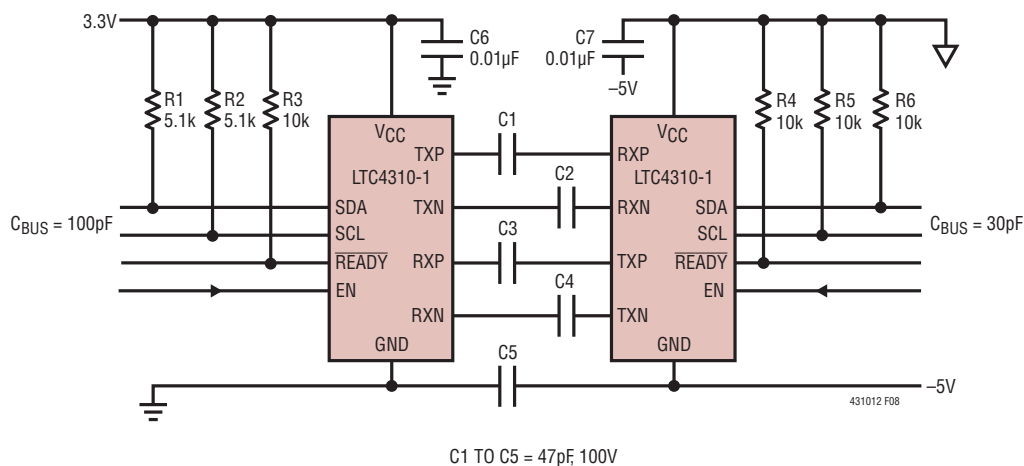 3.3V
C6
0.01µF
C7
0.01µF
–5V
R1
5.1k
R2
5.1k
R3
10k
R4
10k
R5
10k
R6
10k
VCC
TXP
LTC4310-1
SDA
TXN
SCL
READY
RXP
EN
RXN
GND
C1
C2
C3
C4
C5
VCC
RXP
LTC4310-1
RXN
SDA
SCL
TXP
READY
EN
TXN
GND
CBUS = 100pF
CBUS = 30pF
–5V
431012 F08
C1 TO C5 = 47pF, 100V